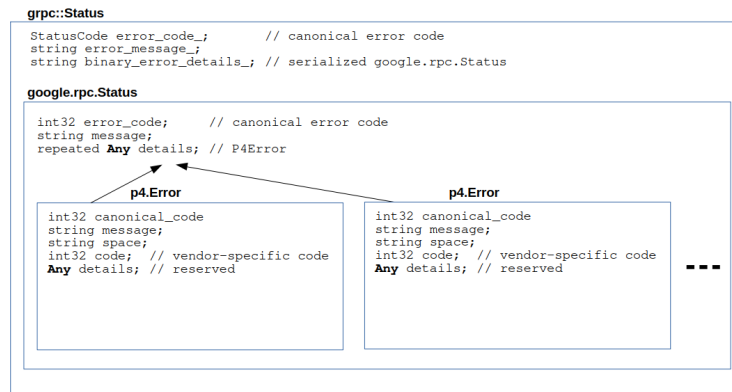 grpc::Status
StatusCode error_code_; // canonical error code
string error_message_;
string binary_error_details_; // serialized google.rpc.Status
google.rpc.Status
int32 error_code; // canonical error code
string message;
repeated Any details; // P4Error
p4.Error
int32 canonical_code
string message;
string space;
int32 code; // vendor-specific code
Any details; // reserved
p4.Error
int32 canonical_code
string message;
string space;
int32 code; // vendor-specific code
Any details; // reserved